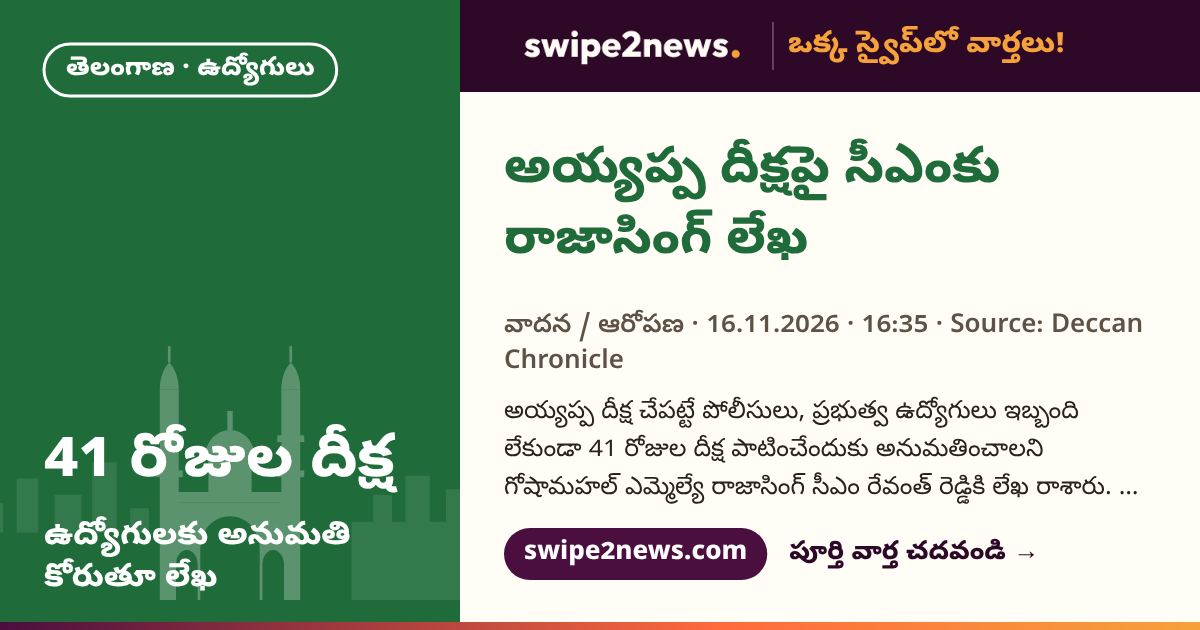 తెలంగాణ · ఉద్యోగులు
41 రోజుల దీక్ష
ఉద్యోగులకు అనుమతి
కోరుతూ లేఖ
swipe2news.
ఒక్క స్వైప్‌లో వార్తలు!
అయ్యప్ప దీక్షపై సీఎంకు
రాజాసింగ్ లేఖ
వాదన / ఆరోపణ · 16.11.2026 · 16:35 · Source: Deccan
Chronicle
అయ్యప్ప దీక్ష చేపట్టే పోలీసులు, ప్రభుత్వ ఉద్యోగులు ఇబ్బంది
లేకుండా 41 రోజుల దీక్ష పాటించేందుకు అనుమతించాలని
గోషామహల్ ఎమ్మెల్యే రాజాసింగ్ సీఎం రేవంత్ రెడ్డికి లేఖ రాశారు. ...
swipe2news.com
పూర్తి వార్త చదవండి →